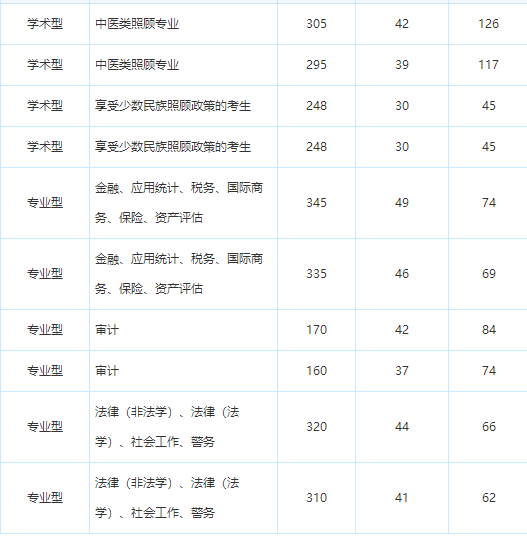 学术型 中医类照顾专业 305 42 126
学术型 中医类照顾专业 295 39 117
学术型 享受少数民族照顾政策的考生 248 30 45
学术型 享受少数民族照顾政策的考生 248 30 45
专业型 金融、应用统计、税务、国际商
务、保险、资产评估 345 49 74
专业型 金融、应用统计、税务、国际商
务、保险、资产评估 335 46 69
专业型 审计 170 42 84
专业型 审计 160 37 74
专业型 法律（非法学）、法律（法
学）、社会工作、警务 320 44 66
专业型 法律（非法学）、法律（法
学）、社会工作、警务 310 41 62